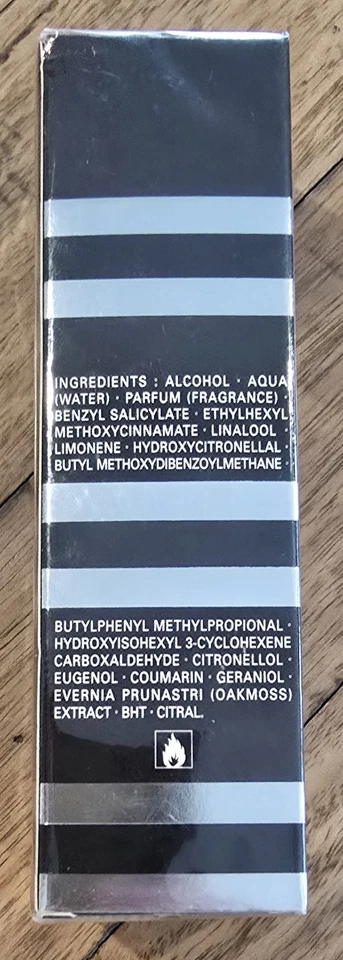 INGREDIENTS : ALCOHOL · AQUA
(WATER) · PARFUM (FRAGRANCE) ·
BENZYL SALICYLATE · ETHYLHEXYL
METHOXYCINNAMATE · LINALOOL ·
LIMONENE · HYDROXYCITRONELLAL ·
BUTYL METHOXYDIBENZOYLMETHANE ·
BUTYLPHENYL METHYLPROPIONAL ·
HYDROXYISOHEXYL 3-CYCLOHEXENE
CARBOXALDEHYDE · CITRONELLOL ·
EUGENOL · COUMARIN · GERANIOL ·
EVERNIA PRUNASTRI (OAKMOSS)
EXTRACT · BHT · CITRAL.